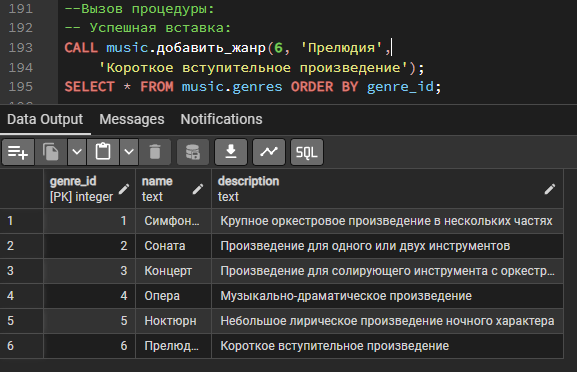 191 --Вызов процедуры:
192 -- Успешная вставка:
193 CALL music.добавить_жанр(6, 'Прелюдия',
194 'Короткое вступительное произведение');
195 SELECT * FROM music.genres ORDER BY genre_id;
Data Output Messages Notifications
SQL
genre_id name description
[PK] integer text text
1 1 Симфон... Крупное оркестровое произведение в нескольких частях
2 2 Соната Произведение для одного или двух инструментов
3 3 Концерт Произведение для солирующего инструмента с оркестр...
4 4 Опера Музыкально-драматическое произведение
5 5 Ноктюрн Небольшое лирическое произведение ночного характера
6 6 Прелюд... Короткое вступительное произведение